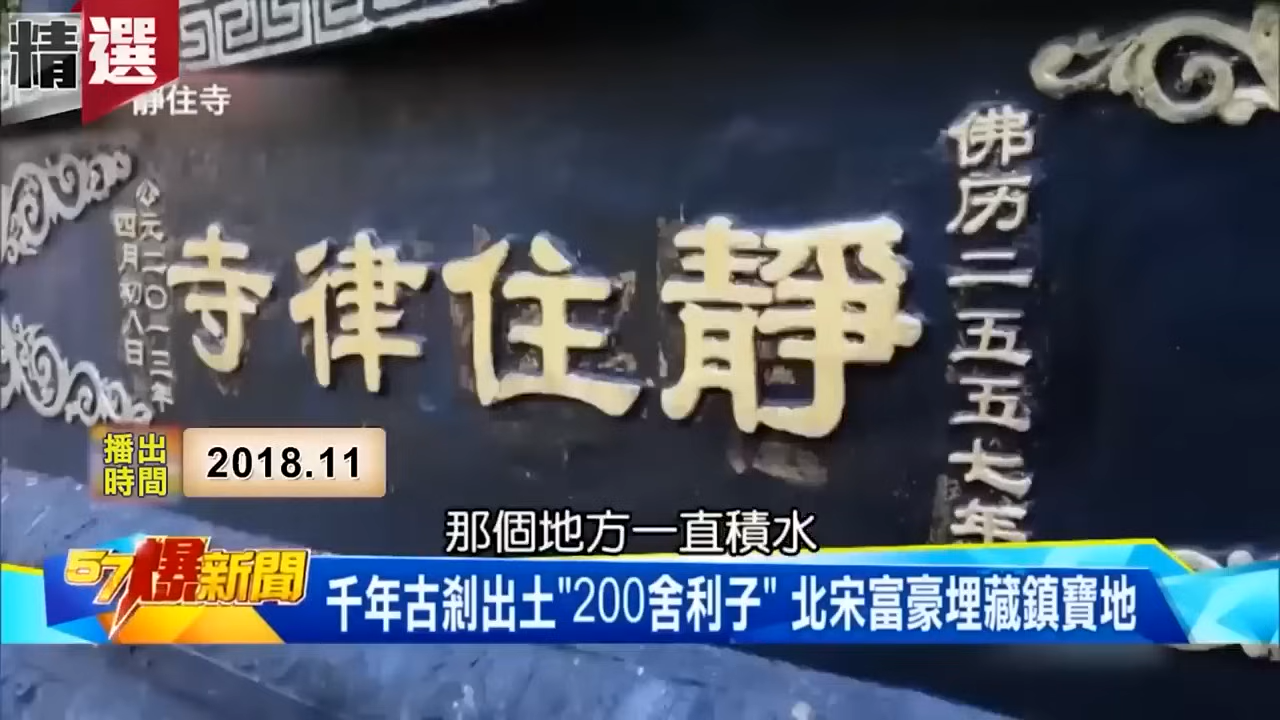 精選
靜住寺
佛历二五五七年
靜住律寺
公元二〇一三年
四月初八日
播出時間
2018.11
那個地方一直積水
57爆新聞
千年古剎出土"200舍利子" 北宋富豪埋藏鎮寶地